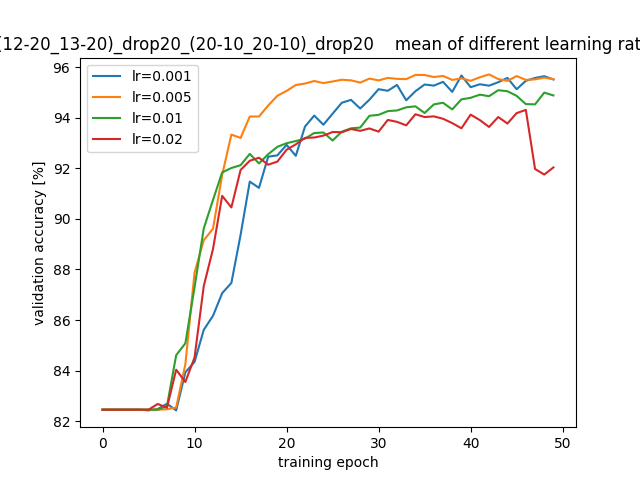 (12-20_13-20)_drop20_(20-10_20-10)_drop20 mean of different learning rat
lr=0.001
lr=0.005
lr=0.01
lr=0.02
validation accuracy [%]
96
94
92
90
88
86
84
82
0 10 20 30 40 50
training epoch